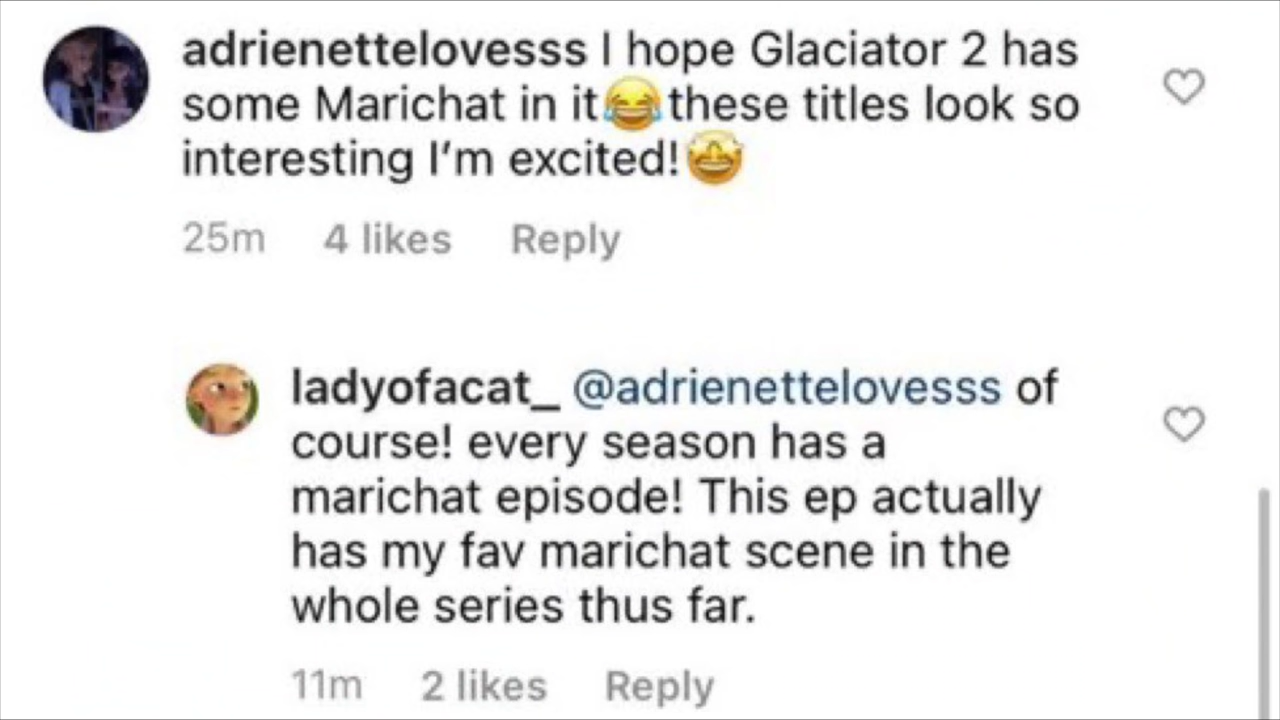 adrienettelovesss I hope Glaciator 2 has
some Marichat in it😂these titles look so
interesting I'm excited!🤩
25m 4 likes Reply
ladyofacat_ @adrienettelovesss of
course! every season has a
marichat episode! This ep actually
has my fav marichat scene in the
whole series thus far.
11m 2 likes Reply